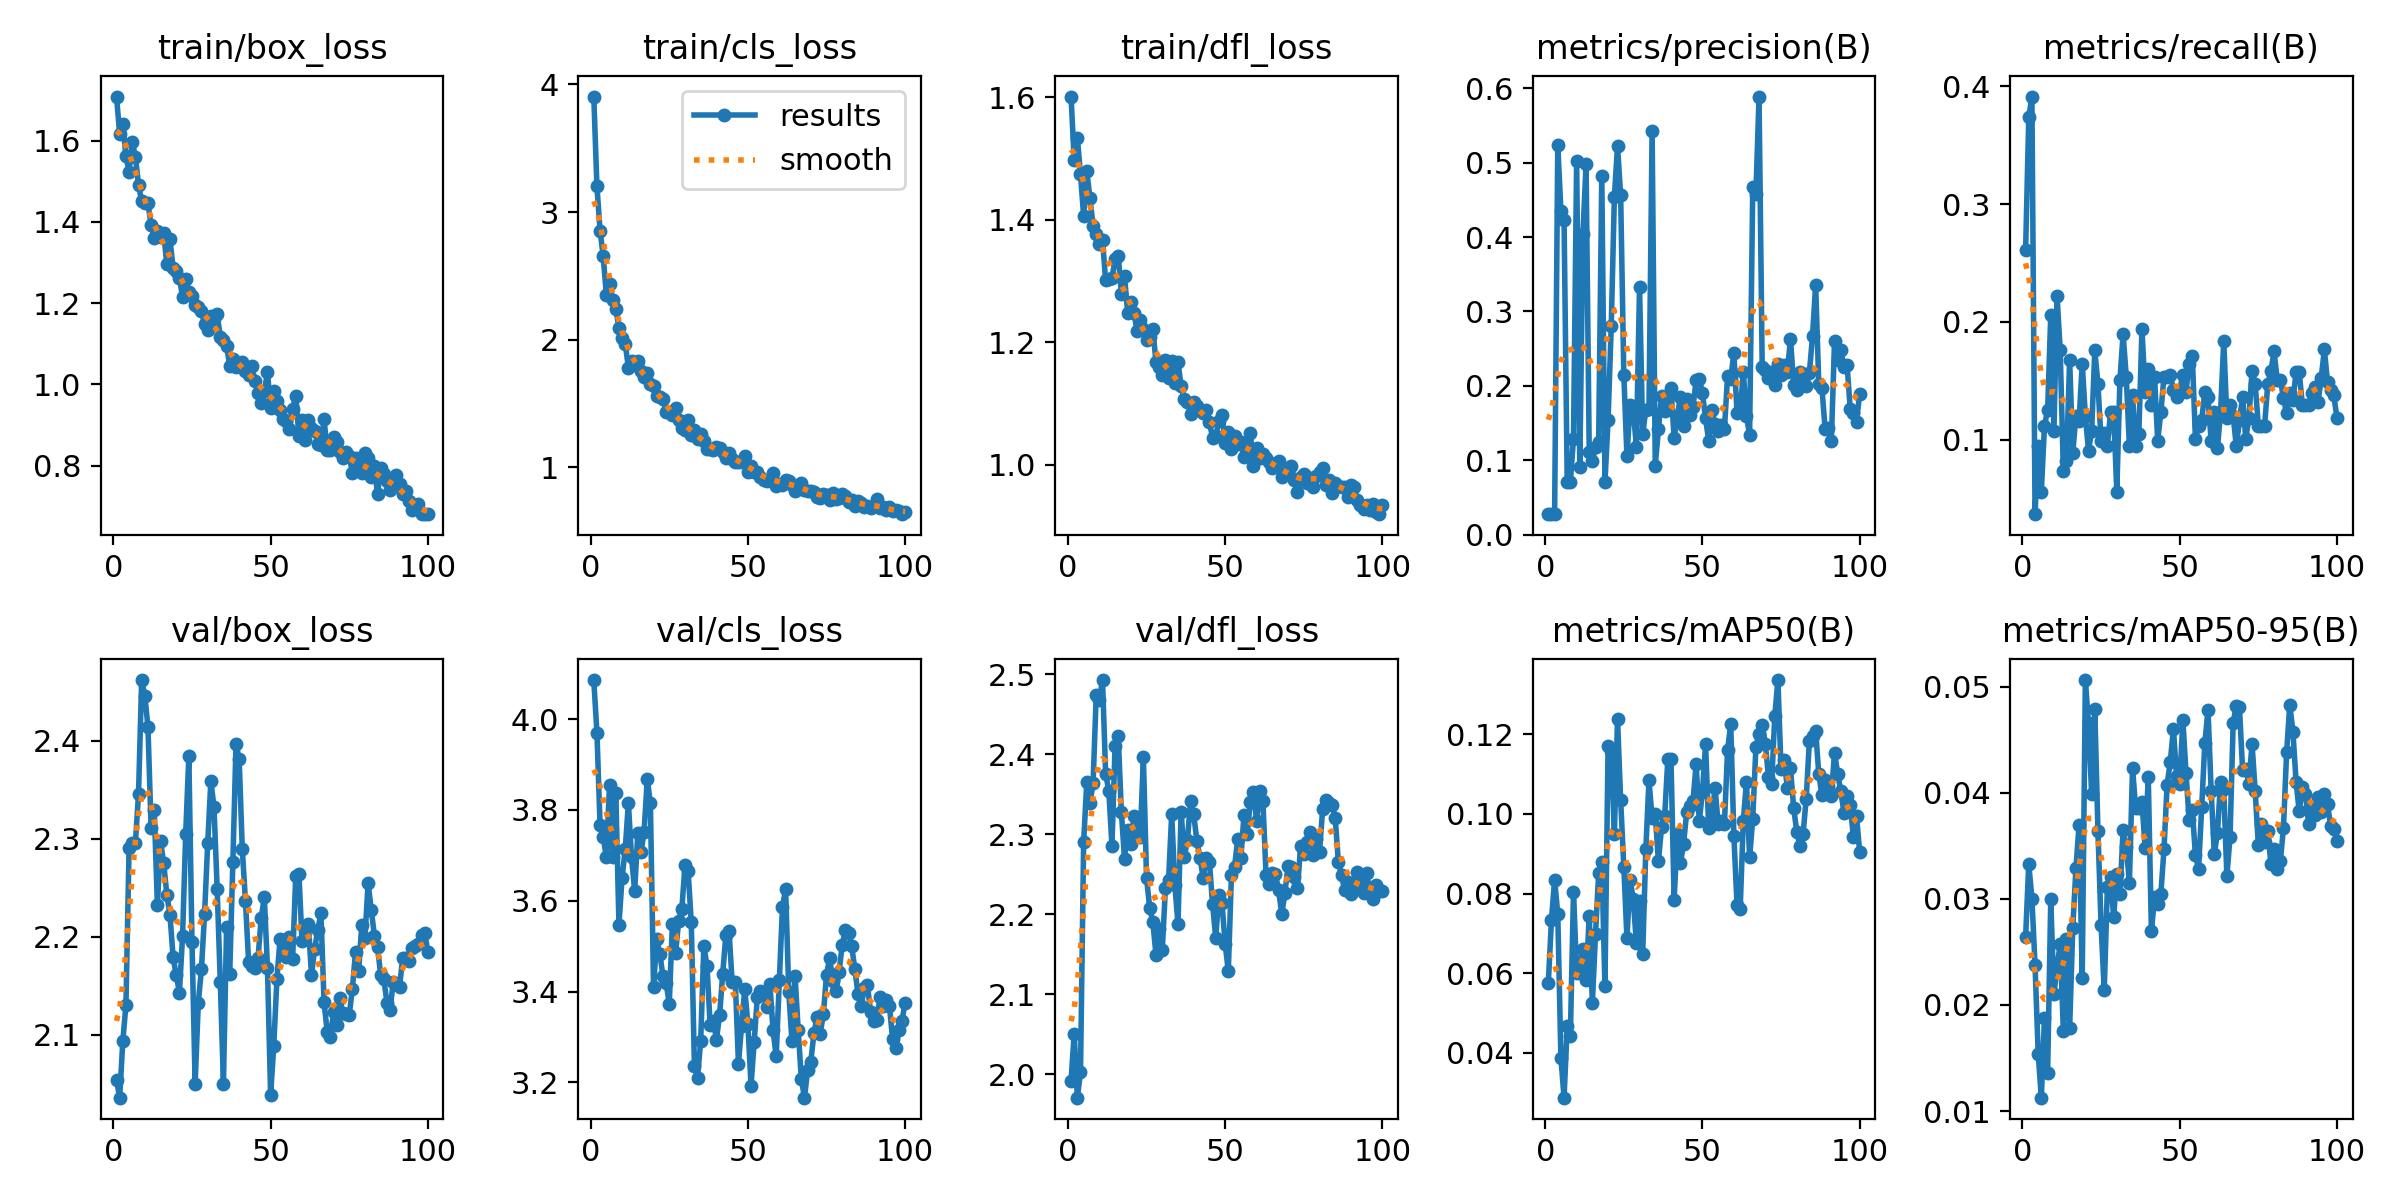 train/box_loss
1.6
1.4
1.2
1.0
0.8
0 50 100
train/cls_loss
results
smooth
4
3
2
1
0 50 100
train/dfl_loss
1.6
1.4
1.2
1.0
0 50 100
metrics/precision(B)
0.6
0.5
0.4
0.3
0.2
0.1
0.0
0 50 100
metrics/recall(B)
0.4
0.3
0.2
0.1
0 50 100
val/box_loss
2.4
2.3
2.2
2.1
0 50 100
val/cls_loss
4.0
3.8
3.6
3.4
3.2
0 50 100
val/dfl_loss
2.5
2.4
2.3
2.2
2.1
2.0
0 50 100
metrics/mAP50(B)
0.12
0.10
0.08
0.06
0.04
0 50 100
metrics/mAP50-95(B)
0.05
0.04
0.03
0.02
0.01
0 50 100